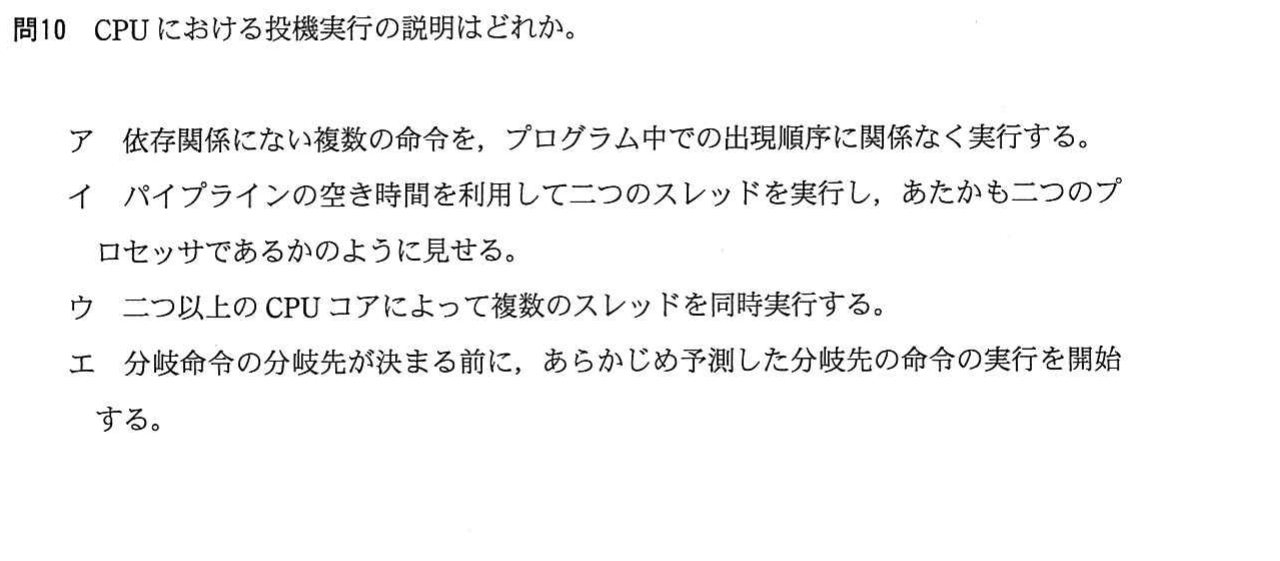 問10 CPUにおける投機実行の説明はどれか。
ア 依存関係にない複数の命令を，プログラム中での出現順序に関係なく実行する。
イ パイプラインの空き時間を利用して二つのスレッドを実行し，あたかも二つのプ
ロセッサであるかのように見せる。
ウ 二つ以上のCPUコアによって複数のスレッドを同時実行する。
エ 分岐命令の分岐先が決まる前に，あらかじめ予測した分岐先の命令の実行を開始
する。